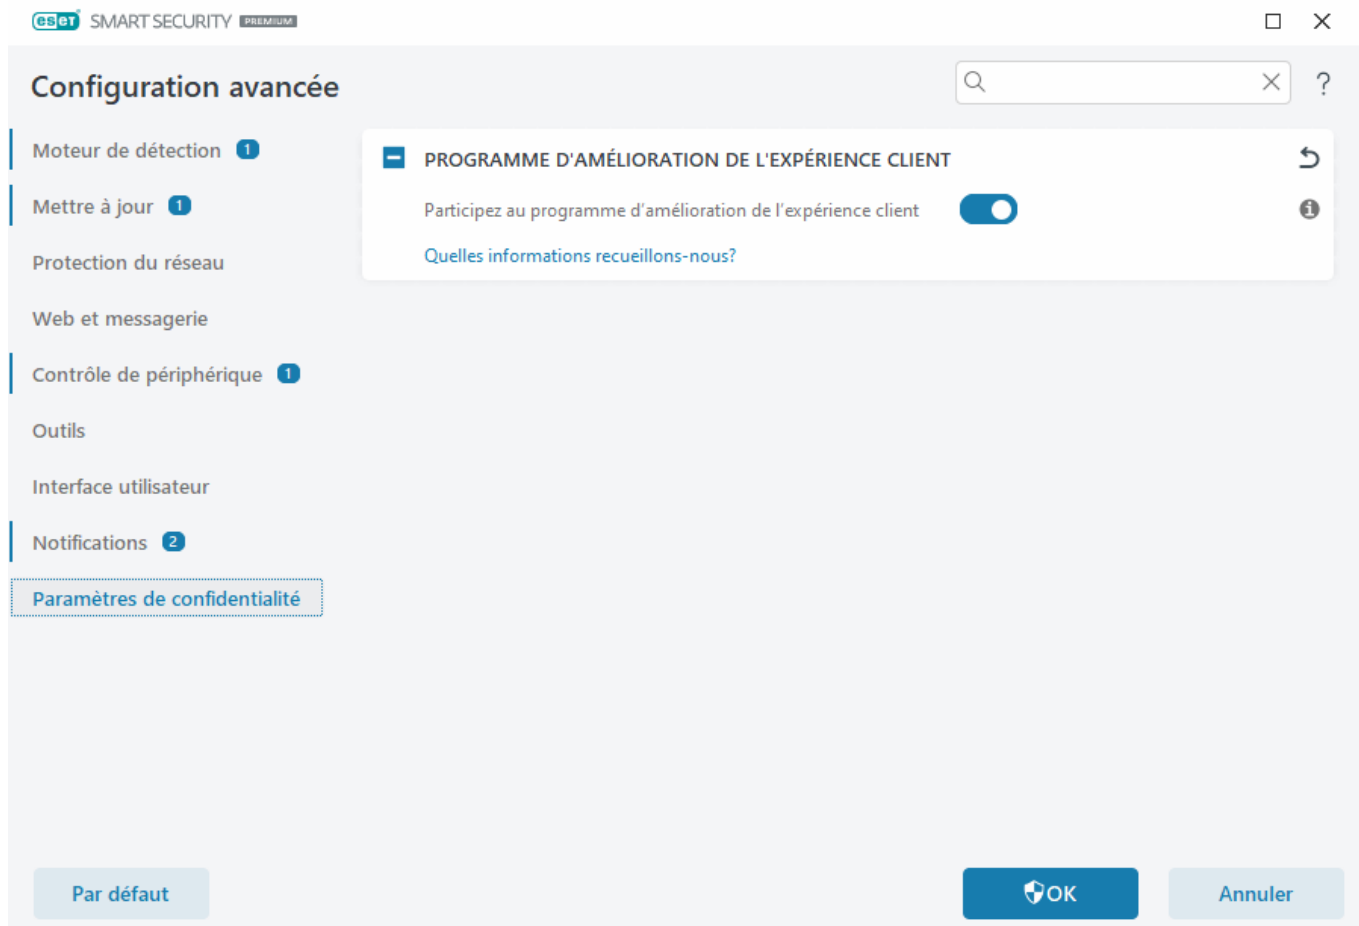 eset SMART SECURITY PREMIUM
Configuration avancée
?
Moteur de détection 1
Mettre à jour 1
Protection du réseau
Web et messagerie
Contrôle de périphérique 1
Outils
Interface utilisateur
Notifications 2
Paramètres de confidentialité
PROGRAMME D'AMÉLIORATION DE L'EXPÉRIENCE CLIENT
Participez au programme d'amélioration de l'expérience client
Quelles informations recueillons-nous?
Par défaut
OK
Annuler